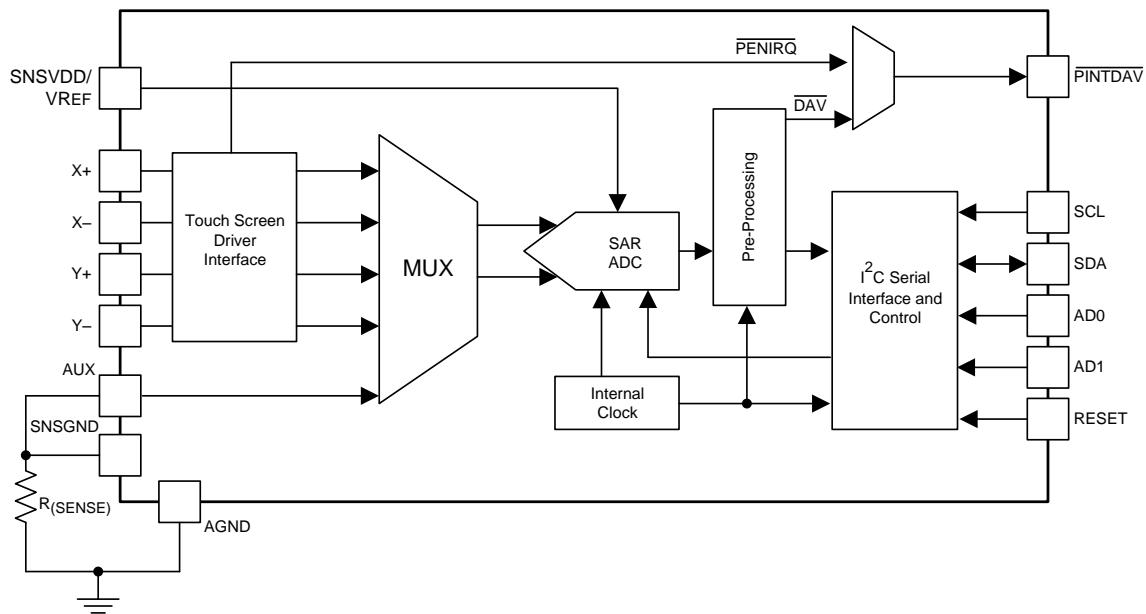 PENIRQ
SNSVDD/
VREF
PINTDAV
DAV
X+
X–
Y+
Y–
Touch Screen
Driver
Interface
MUX
SAR
ADC
Pre-Processing
I2C Serial
Interface and
Control
SCL
SDA
AD0
AD1
RESET
AUX
Internal
Clock
SNSGND
R(SENSE)
AGND